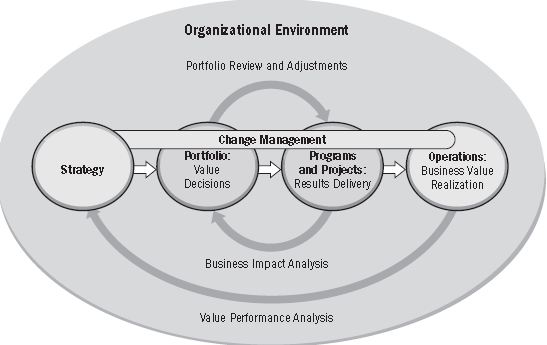 Organizational Environment
Portfolio Review and Adjustments
Change Management
Strategy
Portfolio:
Value
Decisions
Programs
and Projects:
Results Delivery
Operations:
Business Value
Realization
Business Impact Analysis
Value Performance Analysis